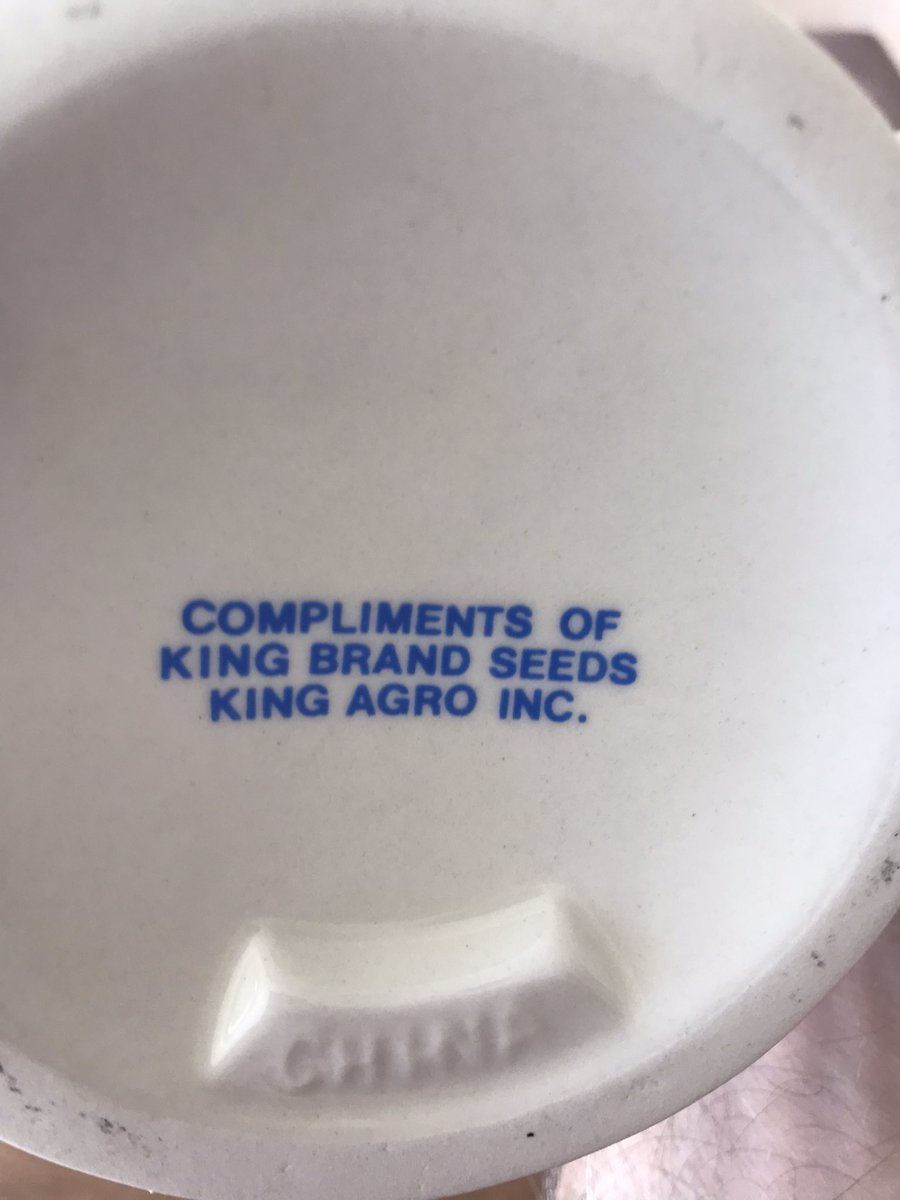 COMPLIMENTS OF
KING BRAND SEEDS
KING AGRO INC.
CHINA